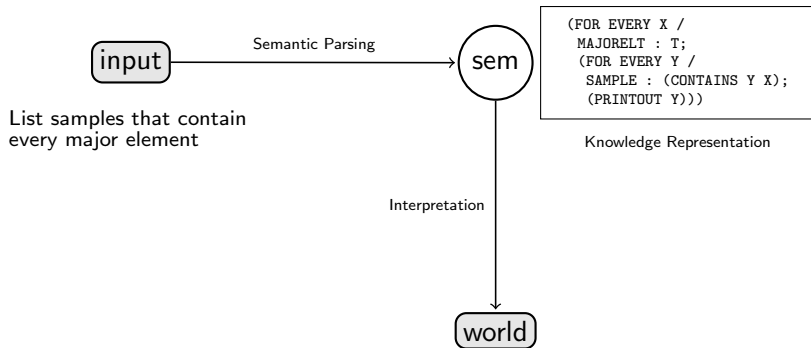 input
Semantic Parsing
sem
(FOR EVERY X /
MAJORELT : T;
(FOR EVERY Y /
SAMPLE : (CONTAINS Y X);
(PRINTOUT Y)))
List samples that contain
every major element
Knowledge Representation
Interpretation
world